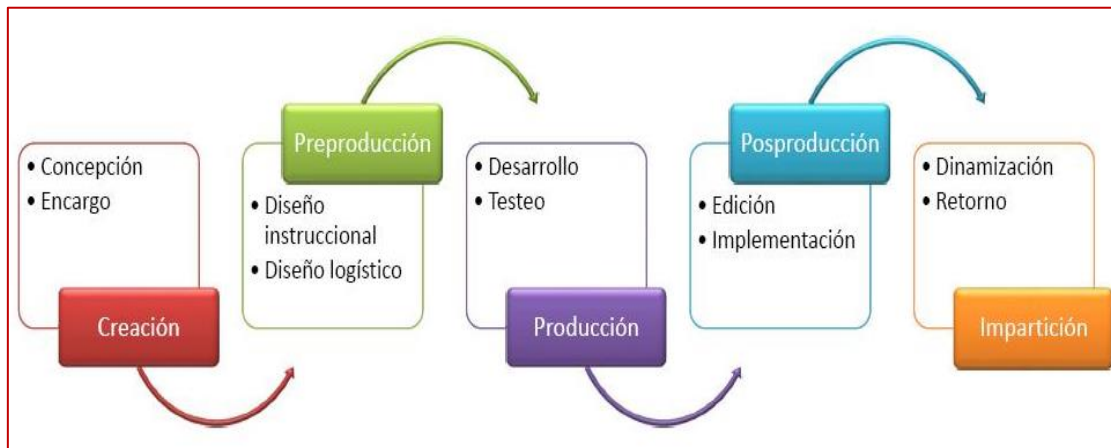 • Concepción
• Encargo
Creación
Preproducción
• Diseño
instruccional
• Diseño logístico
• Desarrollo
• Testeo
Producción
Posproducción
• Edición
• Implementación
• Dinamización
• Retorno
Impartición